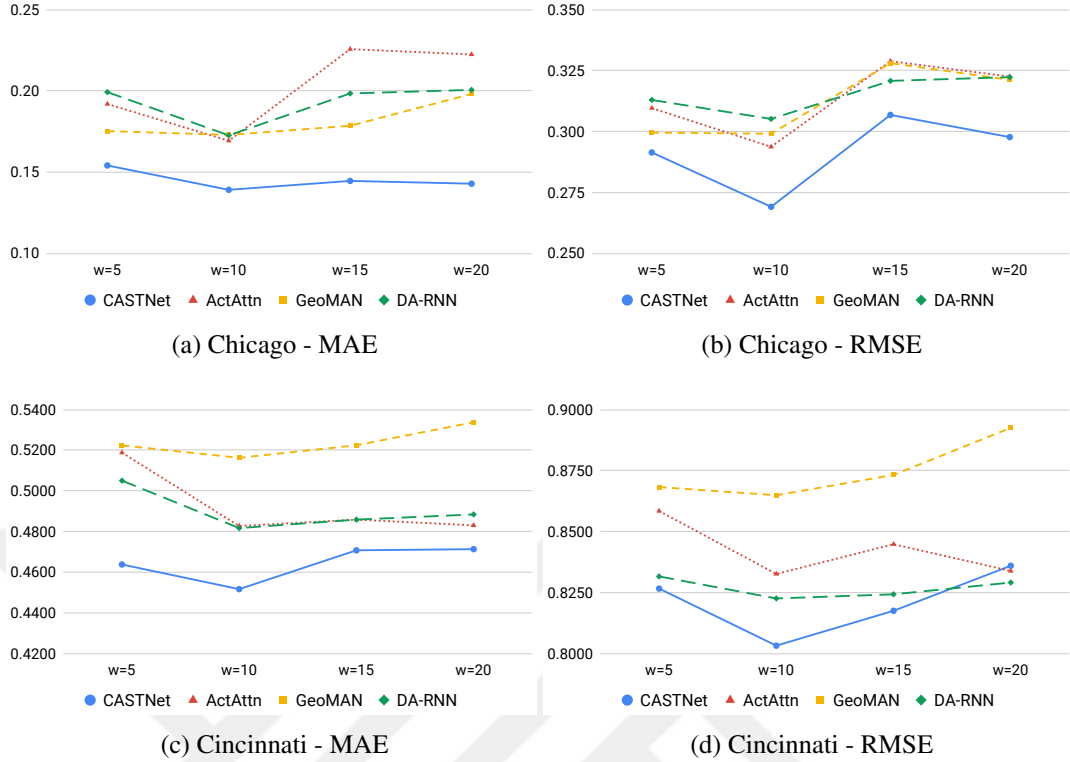 0.25
0.20
0.15
0.10
w=5 w=10 w=15 w=20
CASTNet ActAttn GeoMAN DA-RNN
(a) Chicago - MAE
0.350
0.325
0.300
0.275
0.250
w=5 w=10 w=15 w=20
CASTNet ActAttn GeoMAN DA-RNN
(b) Chicago - RMSE
0.5400
0.5200
0.5000
0.4800
0.4600
0.4400
0.4200
w=5 w=10 w=15 w=20
CASTNet ActAttn GeoMAN DA-RNN
(c) Cincinnati - MAE
0.9000
0.8750
0.8500
0.8250
0.8000
w=5 w=10 w=15 w=20
CASTNet ActAttn GeoMAN DA-RNN
(d) Cincinnati - RMSE